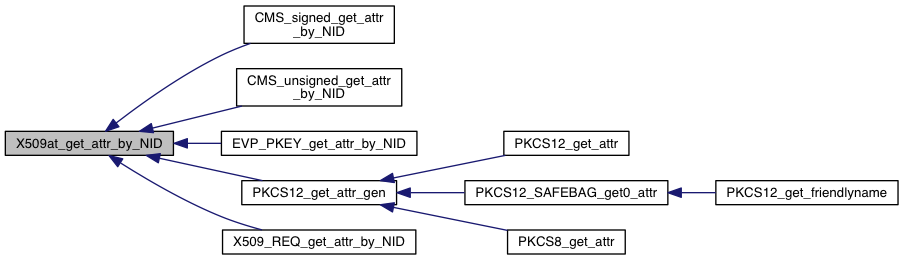 CMS_signed_get_attr
_by_NID
CMS_unsigned_get_attr
_by_NID
X509at_get_attr_by_NID
EVP_PKEY_get_attr_by_NID
PKCS12_get_attr
PKCS12_get_attr_gen
PKCS12_SAFEBAG_get0_attr
PKCS12_get_friendlyname
X509_REQ_get_attr_by_NID
PKCS8_get_attr